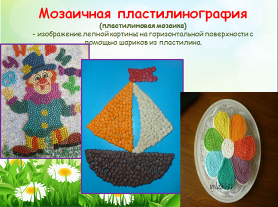 Мозаичная пластилинография
(пластилиновая мозаика)
- изображение лепной картины на горизонтальной поверхности с
помощью шариков из пластилина.